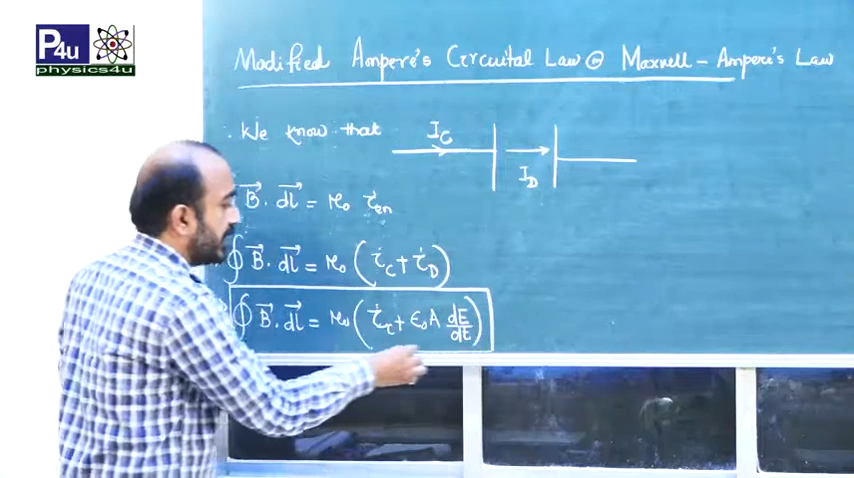 P4u
physics4u
Modified Ampere's Circuital Law (or) Maxwell - Ampere's Law
We know that
I_C
I_D
B⃗ . dl⃗ = μ₀ i_en
∮ B⃗ . dl⃗ = μ₀ (i_C + i_D)
∮ B⃗ . dl⃗ = μ₀ (i_c + ε₀ A dE/dt)